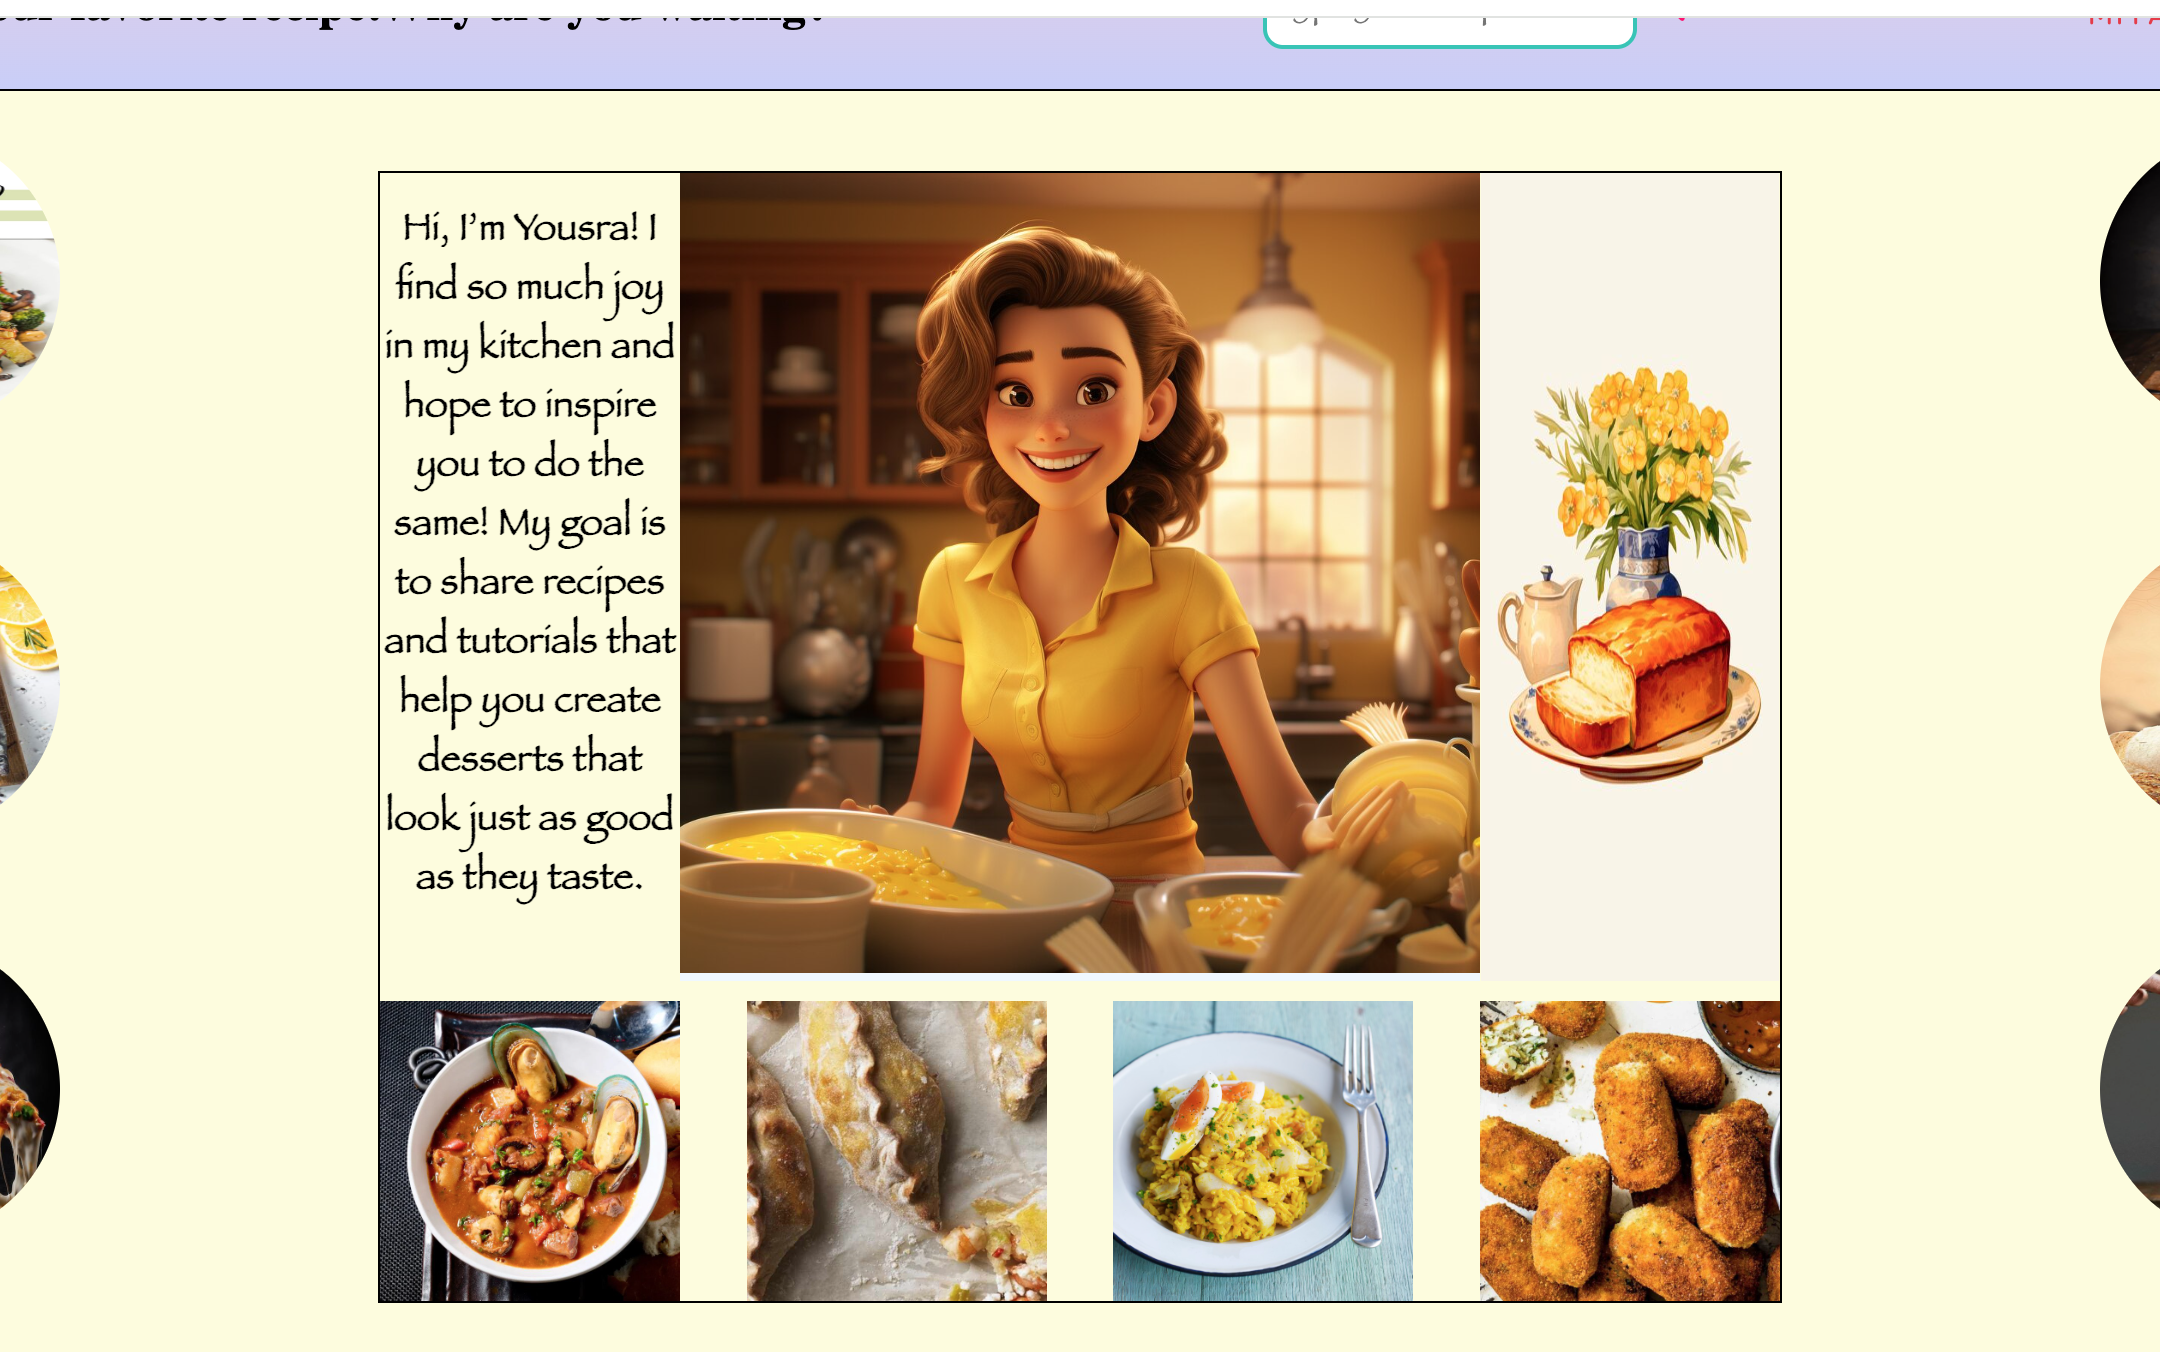 favorite recipe.Why are you waiting?
Hi, I'm Yousra! I
find so much joy
in my kitchen and
hope to inspire
you to do the
same! My goal is
to share recipes
and tutorials that
help you create
desserts that
look just as good
as they taste.